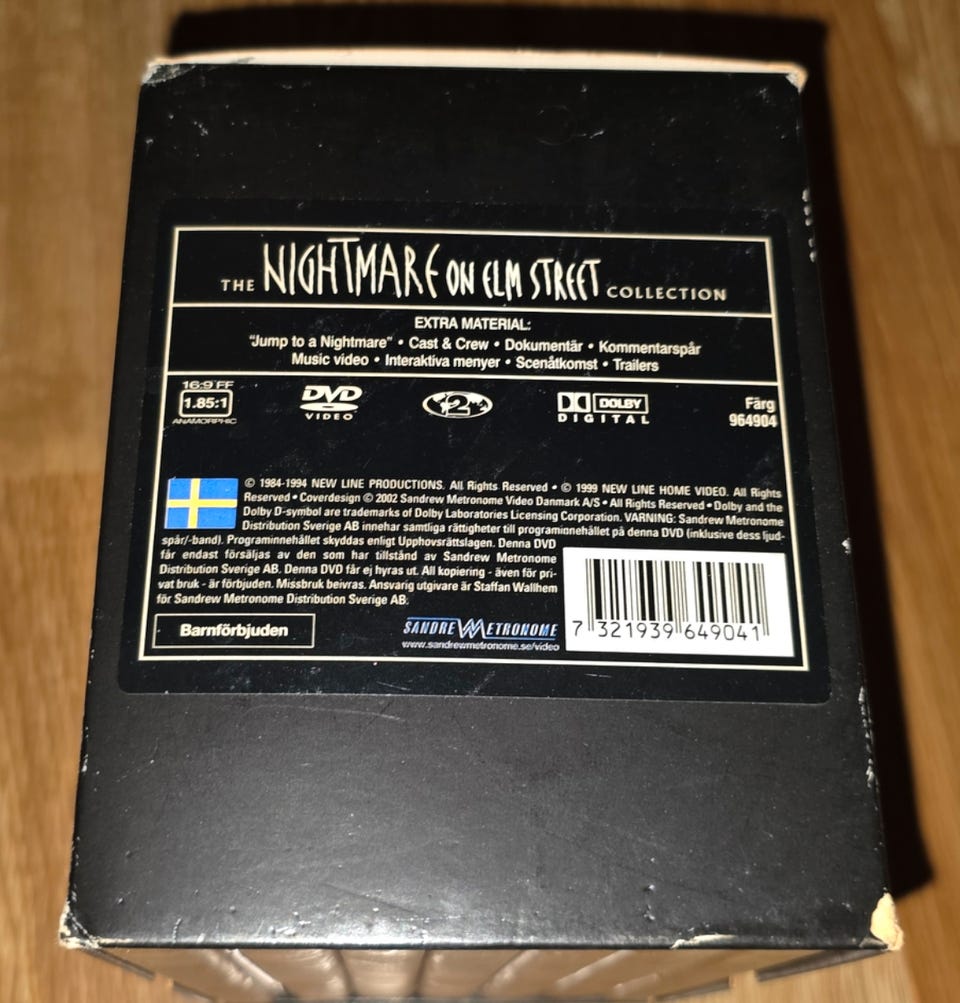 THE NIGHTMARE ON ELM STREET COLLECTION
EXTRA MATERIAL:
"Jump to a Nightmare" • Cast & Crew • Dokumentär • Kommentarspår
Music video • Interaktiva menyer • Scenåtkomst • Trailers
16:9 FF
1.85:1
ANAMORPHIC
DVD
VIDEO
2
DOLBY
DIGITAL
Färg
964904
© 1984-1994 NEW LINE PRODUCTIONS. All Rights Reserved • © 1999 NEW LINE HOME VIDEO. All Rights
Reserved • Coverdesign © 2002 Sandrew Metronome Video Danmark A/S • All Rights Reserved • Dolby and the
Dolby D-symbol are trademarks of Dolby Laboratories Licensing Corporation. VARNING: Sandrew Metronome
Distribution Sverige AB innehar samtliga rättigheter till programionehållet på denna DVD (inklusive dess ljud-
spår/-band). Programinnehållet skyddas enligt Upphovsrättslagen. Denna DVD
får endast försäljas av den som har tillstånd av Sandrew Metronome
Distribution Sverige AB. Denna DVD får ej hyras ut. All kopiering - även för pri-
vat bruk - är förbjuden. Missbruk beivras. Ansvarig utgivare är Staffan Wallhem
för Sandrew Metronome Distribution Sverige AB.
Barnförbjuden
SANDREW METRONOME
www.sandrewmetronome.se/video
7 321939 649041